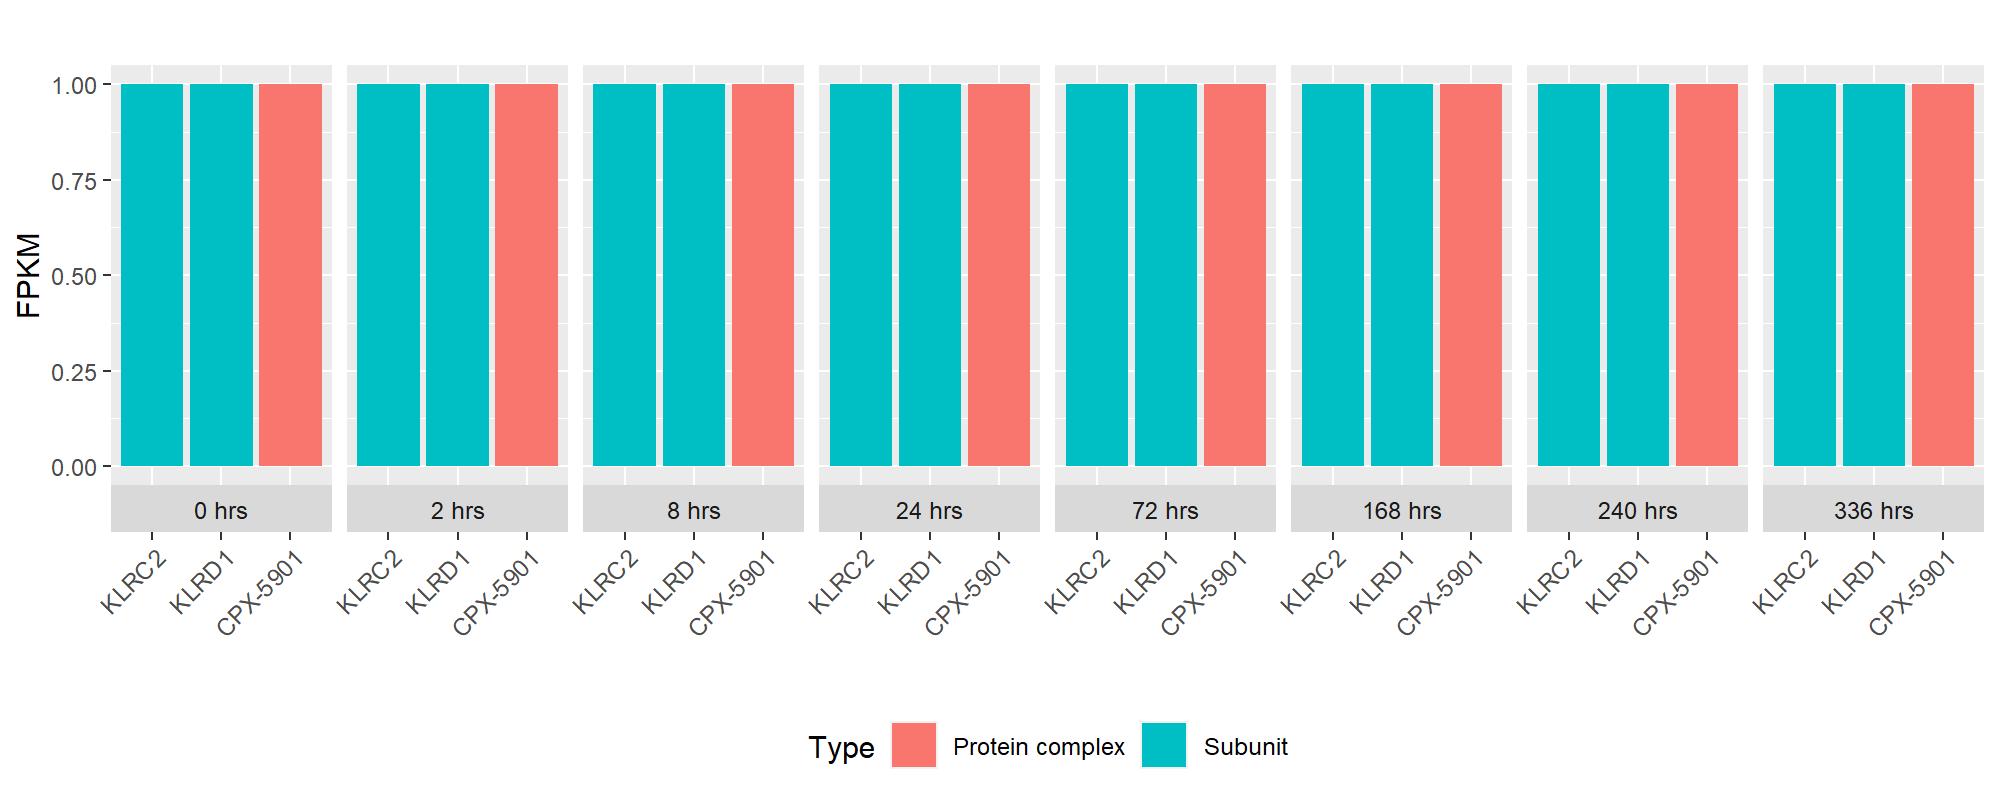 FPKM
1.00
0.75
0.50
0.25
0.00
0 hrs
2 hrs
8 hrs
24 hrs
72 hrs
168 hrs
240 hrs
336 hrs
KLRC2
KLRD1
CPX-5901
KLRC2
KLRD1
CPX-5901
KLRC2
KLRD1
CPX-5901
KLRC2
KLRD1
CPX-5901
KLRC2
KLRD1
CPX-5901
KLRC2
KLRD1
CPX-5901
KLRC2
KLRD1
CPX-5901
KLRC2
KLRD1
CPX-5901
Type Protein complex Subunit